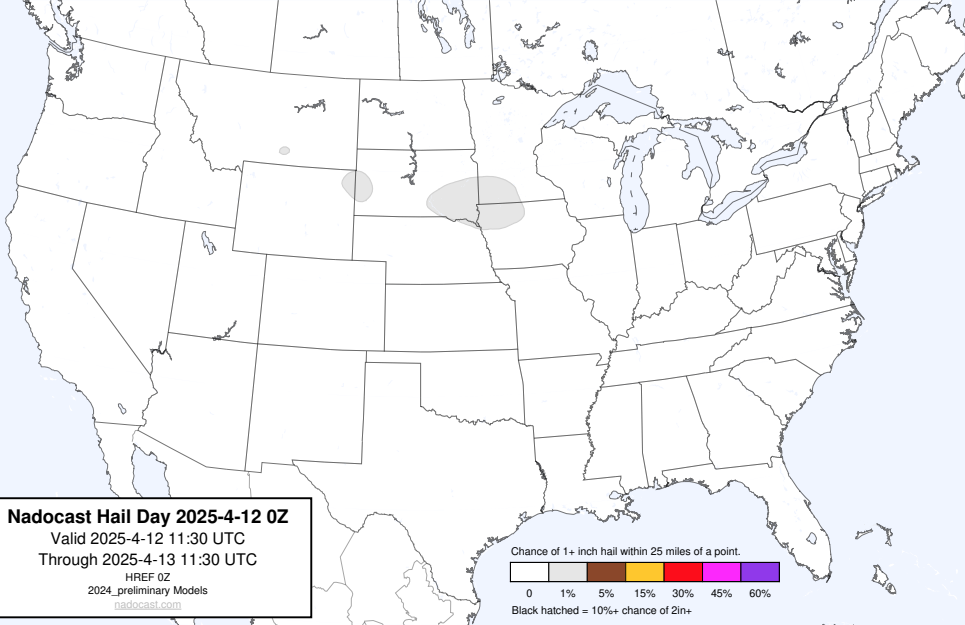 Nadocast Hail Day 2025-4-12 0Z
Valid 2025-4-12 11:30 UTC
Through 2025-4-13 11:30 UTC
HREF 0Z
2024_preliminary Models
nadocast.com
Chance of 1+ inch hail within 25 miles of a point.
0 1% 5% 15% 30% 45% 60%
Black hatched = 10%+ chance of 2in+